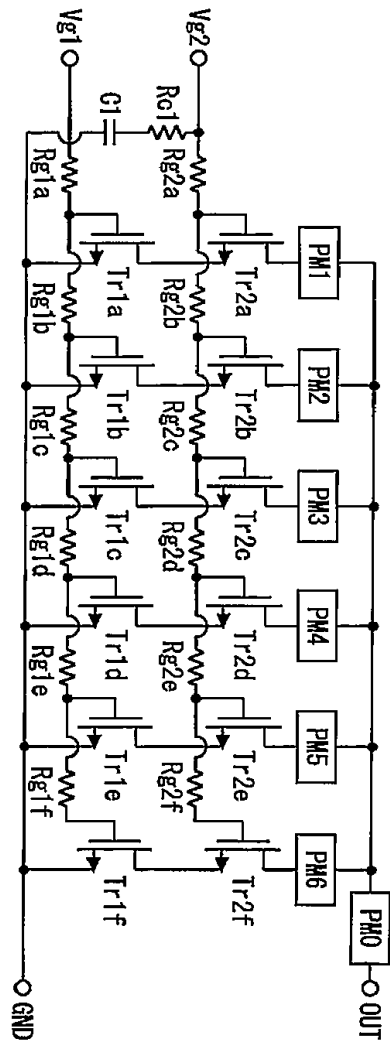 Vg1
Vg2
C1
Rc1
Rg1a
Rg2a
Tr1a
Tr2a
PM1
Rg1b
Rg2b
Tr1b
Tr2b
PM2
Rg1c
Rg2c
Tr1c
Tr2c
PM3
Rg1d
Rg2d
Tr1d
Tr2d
PM4
Rg1e
Rg2e
Tr1e
Tr2e
PM5
Rg1f
Rg2f
Tr1f
Tr2f
PM6
PM0
GND
OUT